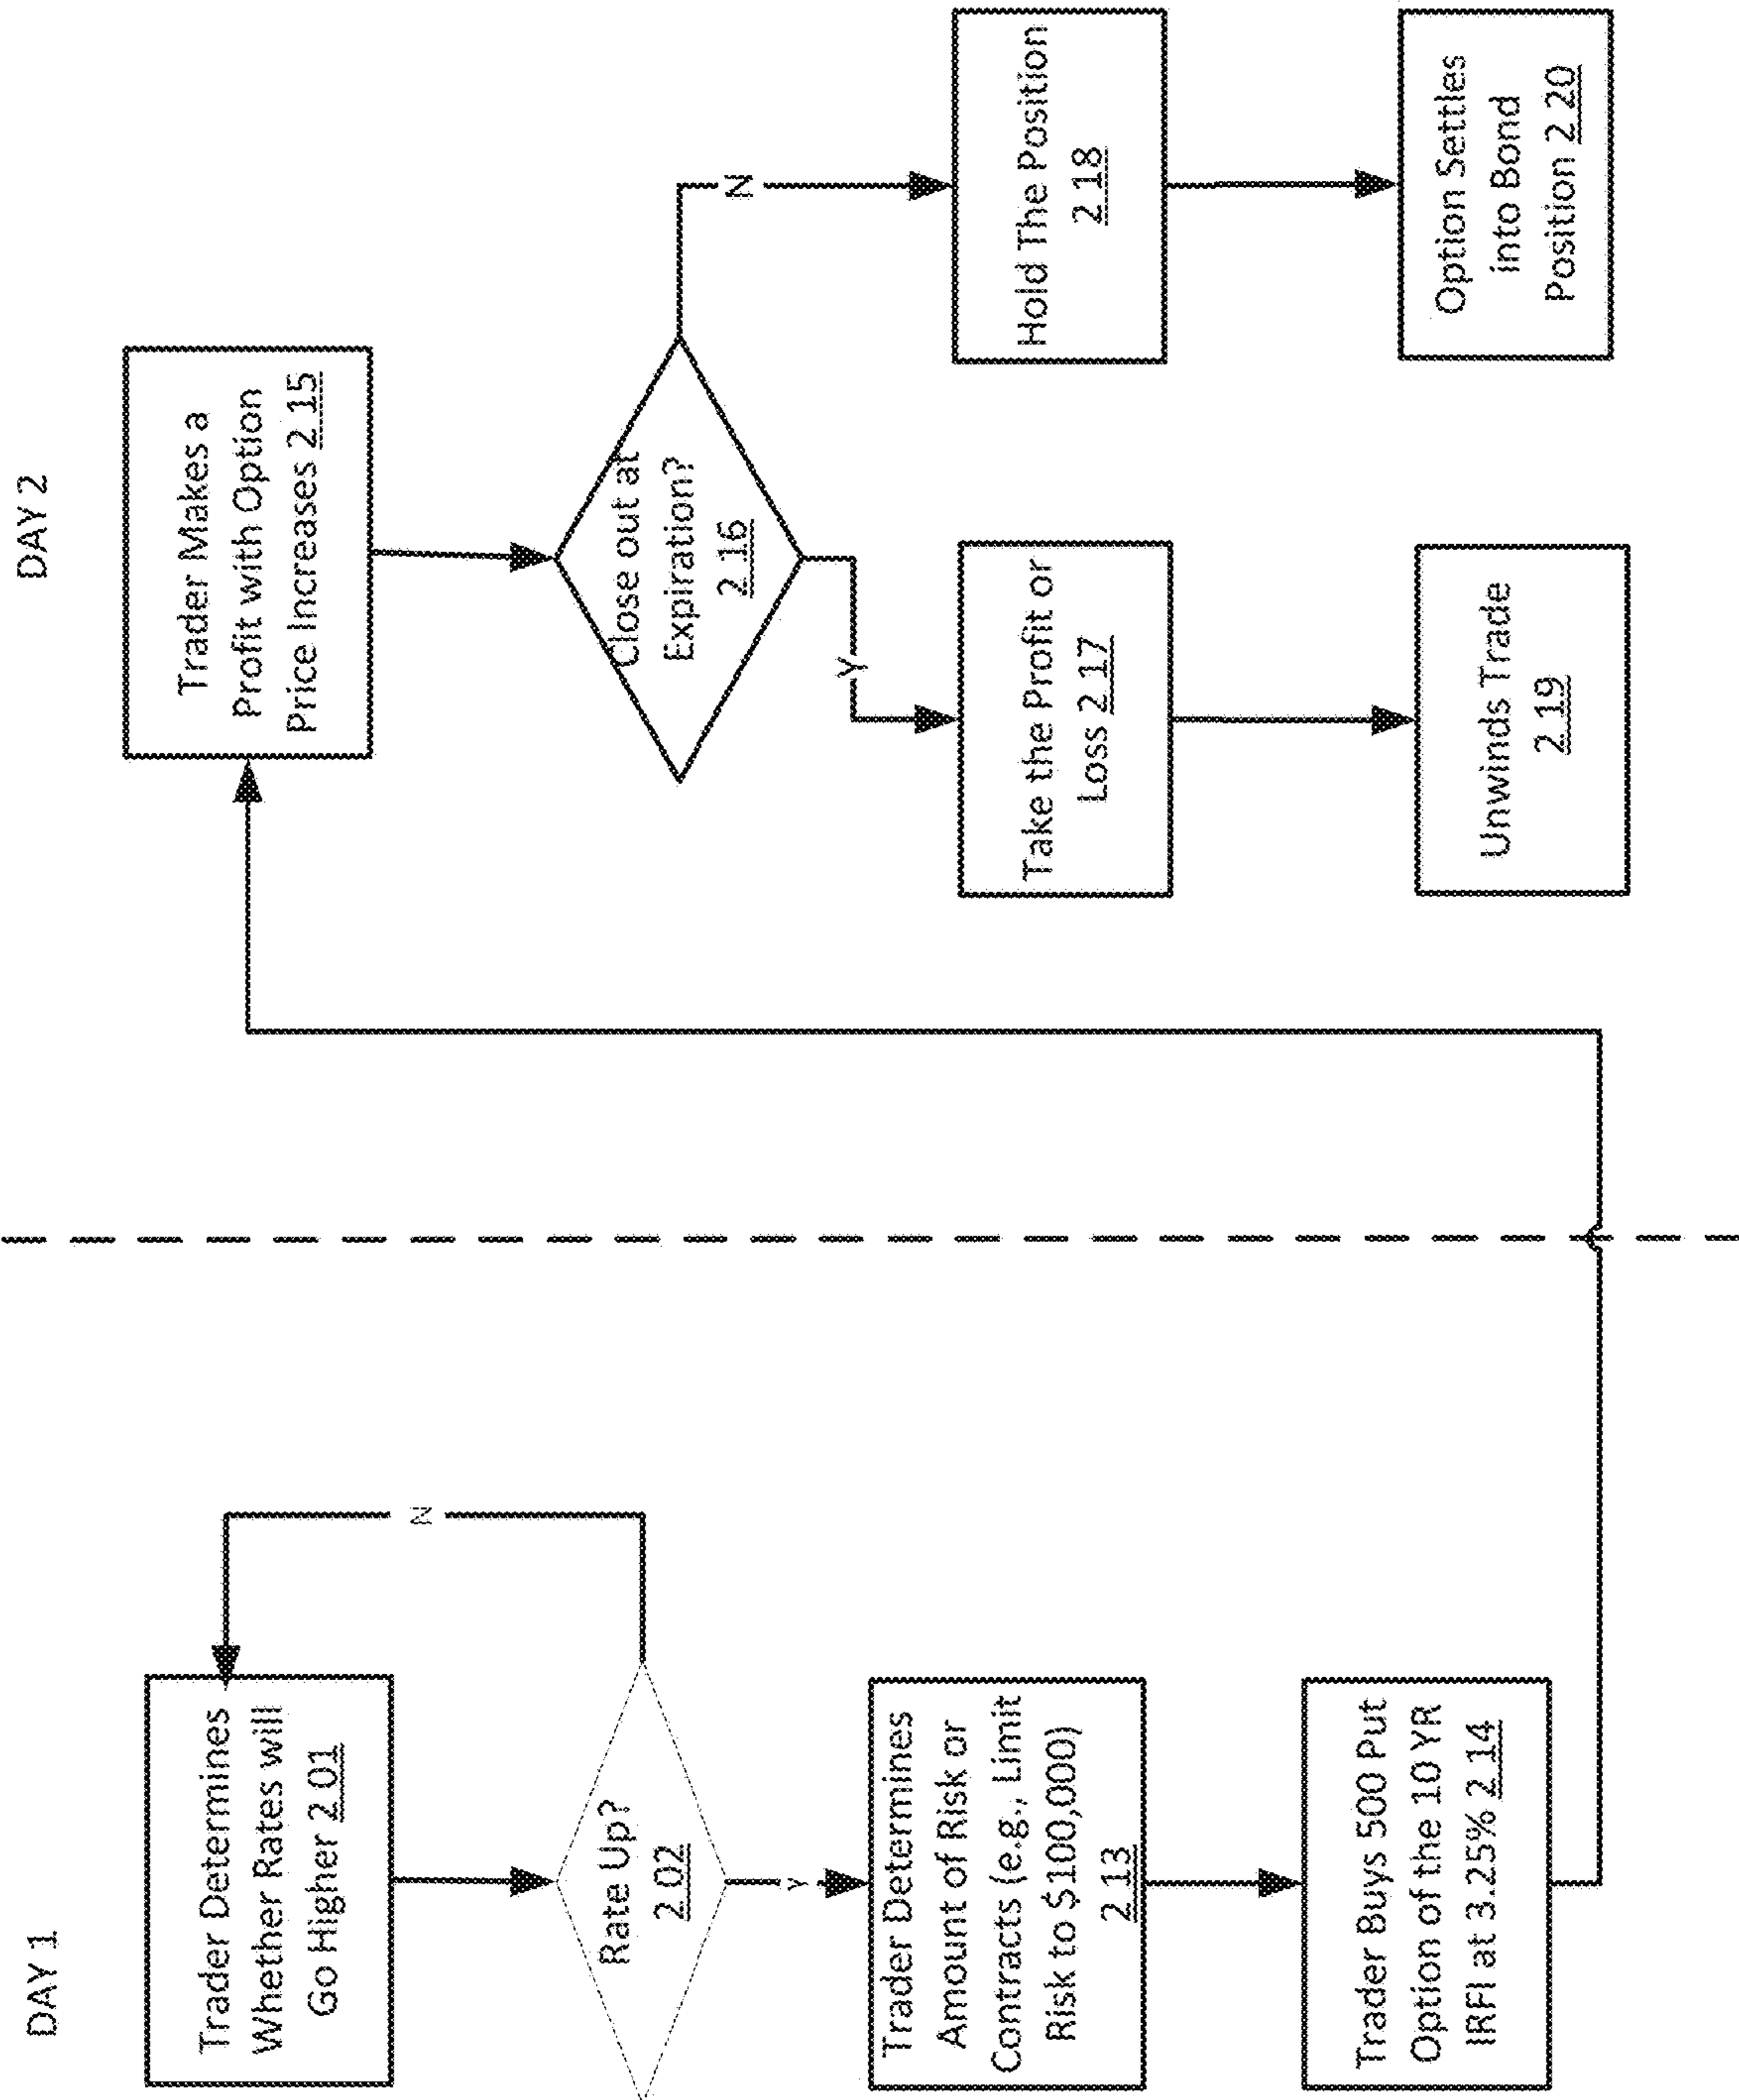 DAY 1
Trader Determines
Whether Rates will
Go Higher 2 01
N
Rate Up?
2 02
Y
Trader Determines
Amount of Risk or
Contracts (e.g., Limit
Risk to $100,000)
2 13
Trader Buys 500 Put
Option of the 10 YR
IRFI at 3.25% 2 14
DAY 2
Trader Makes a
Profit with Option
Price Increases 2 15
Close out at
Expiration?
2 16
Y
N
Take the Profit or
Loss 2 17
Hold The Position
2 18
Unwinds Trade
2 19
Option Settles
into Bond
Position 2 20